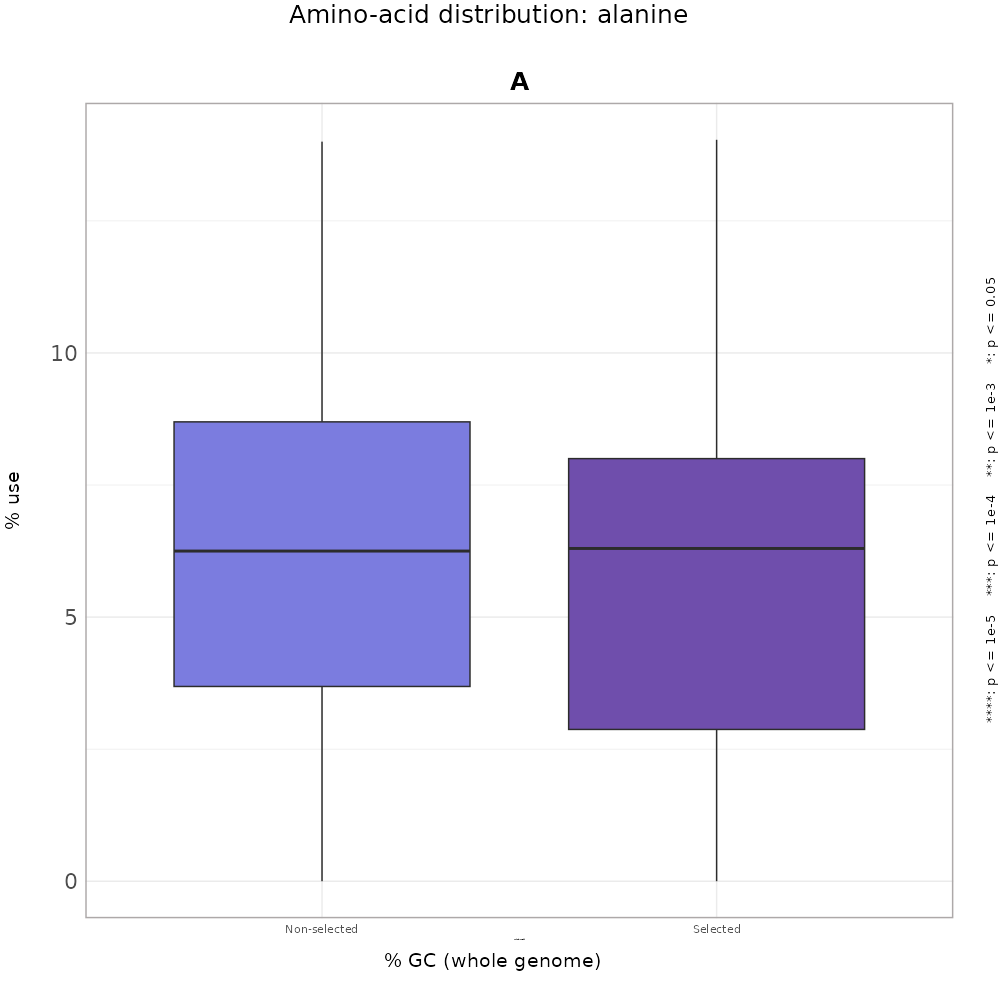 Amino-acid distribution: alanine
A
% use
10
5
0
Non-selected
Selected
% GC (whole genome)
****: p <= 1e-5    ***: p <= 1e-4    **: p <= 1e-3    *: p <= 0.05